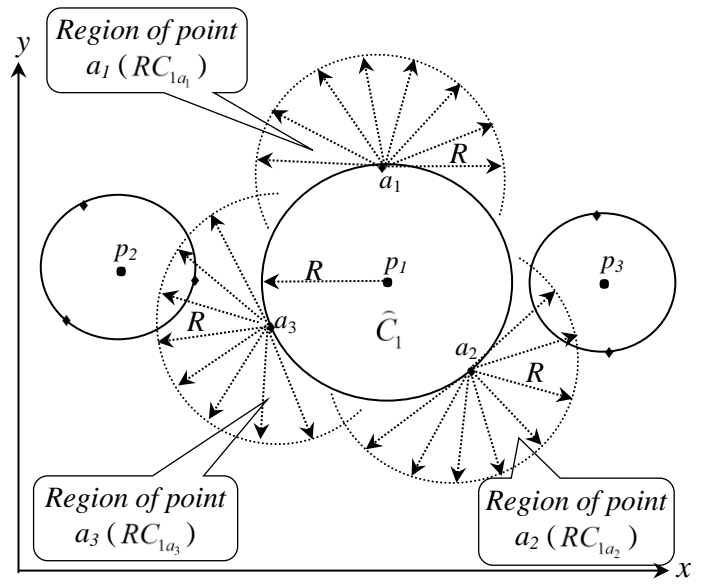 Region of point
a1 ( RC1a1 )
y
R
a1
p2
p1
p3
R
R
a3
Ĉ1
a2
R
Region of point
a3 ( RC1a3 )
Region of point
a2 ( RC1a2 )
x